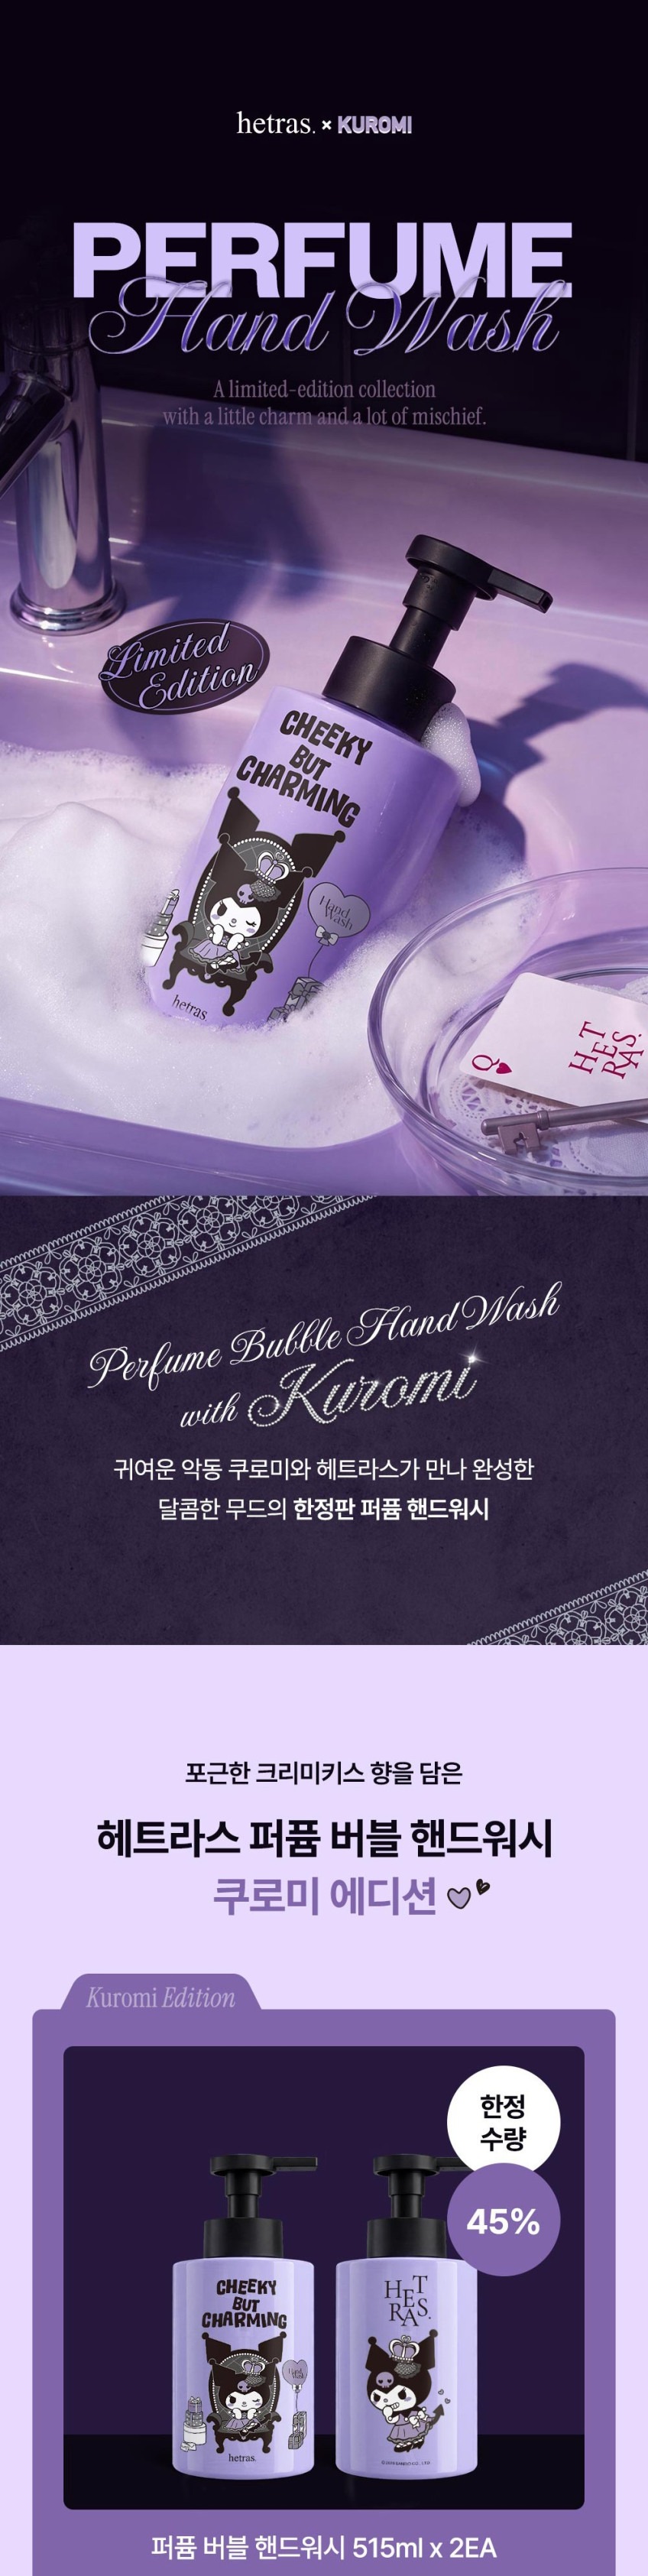 hetras. × KUROMI
PERFUME
Hand Wash
A limited-edition collection
with a little charm and a lot of mischief.
Limited
Edition
CHEEKY
BUT
CHARMING
Hand
Wash
hetras.
Q
HET
RAS.
Perfume Bubble Hand Wash
with Kuromi
귀여운 악동 쿠로미와 헤트라스가 만나 완성한
달콤한 무드의 한정판 퍼퓸 핸드워시
포근한 크리미키스 향을 담은
헤트라스 퍼퓸 버블 핸드워시
쿠로미 에디션
Kuromi Edition
한정
수량
45%
CHEEKY
BUT
CHARMING
hetras.
HET
RAS.
퍼퓸 버블 핸드워시 515ml x 2EA